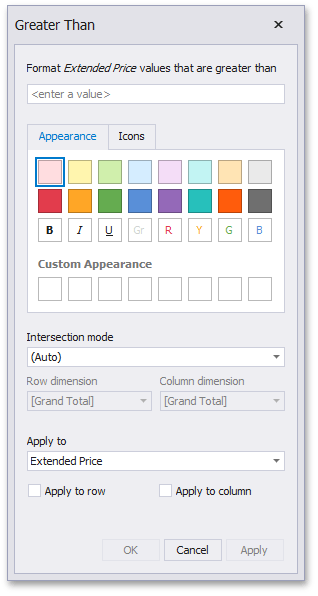 Greater Than
Format Extended Price values that are greater than
<enter a value>
Appearance Icons
B I U Gr R Y G B
Custom Appearance
Intersection mode
(Auto)
Row dimension Column dimension
[Grand Total] [Grand Total]
Apply to
Extended Price
Apply to row Apply to column
OK Cancel Apply